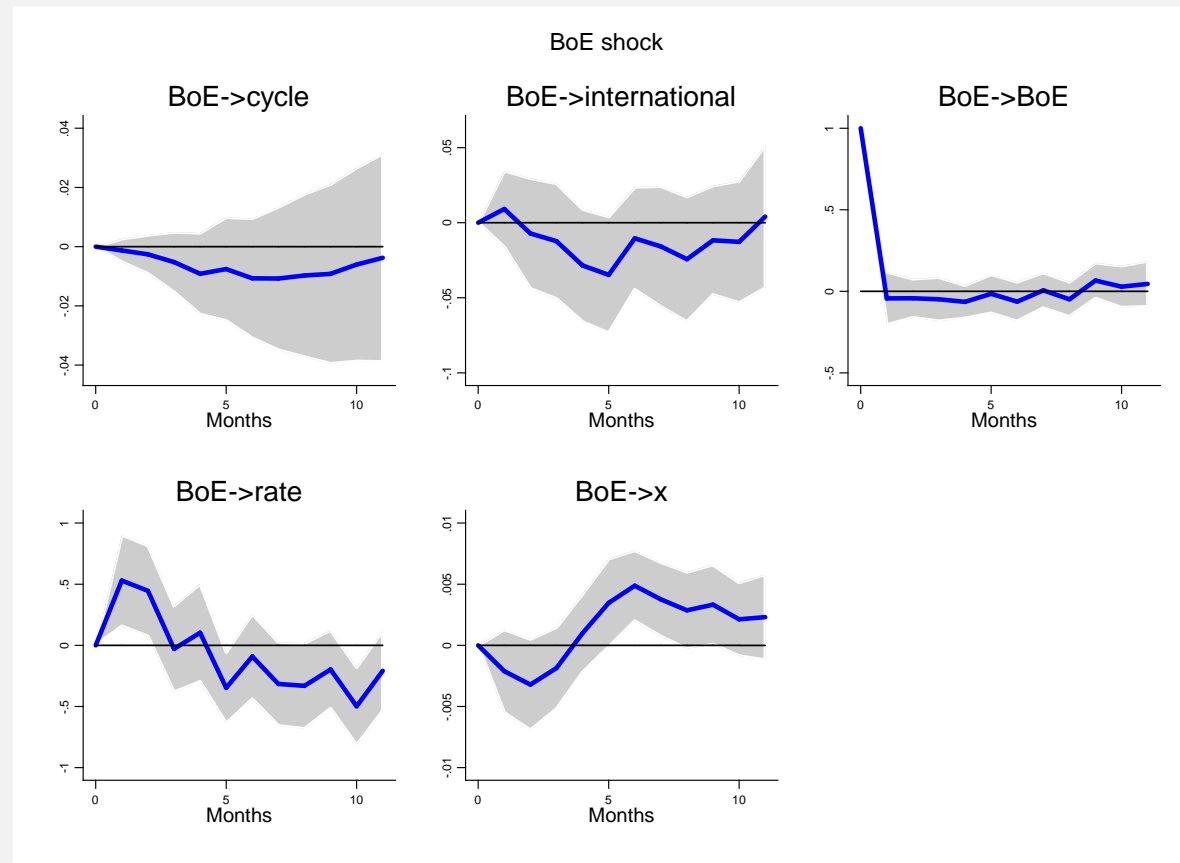 BoE shock
BoE->cycle
.04
.02
0
-.02
-.04
0 5 10
Months
BoE->international
.05
0
-.05
-.1
0 5 10
Months
BoE->BoE
1
.5
0
-.5
0 5 10
Months
BoE->rate
1
.5
0
-.5
-1
0 5 10
Months
BoE->x
.01
.005
0
-.005
-.01
0 5 10
Months